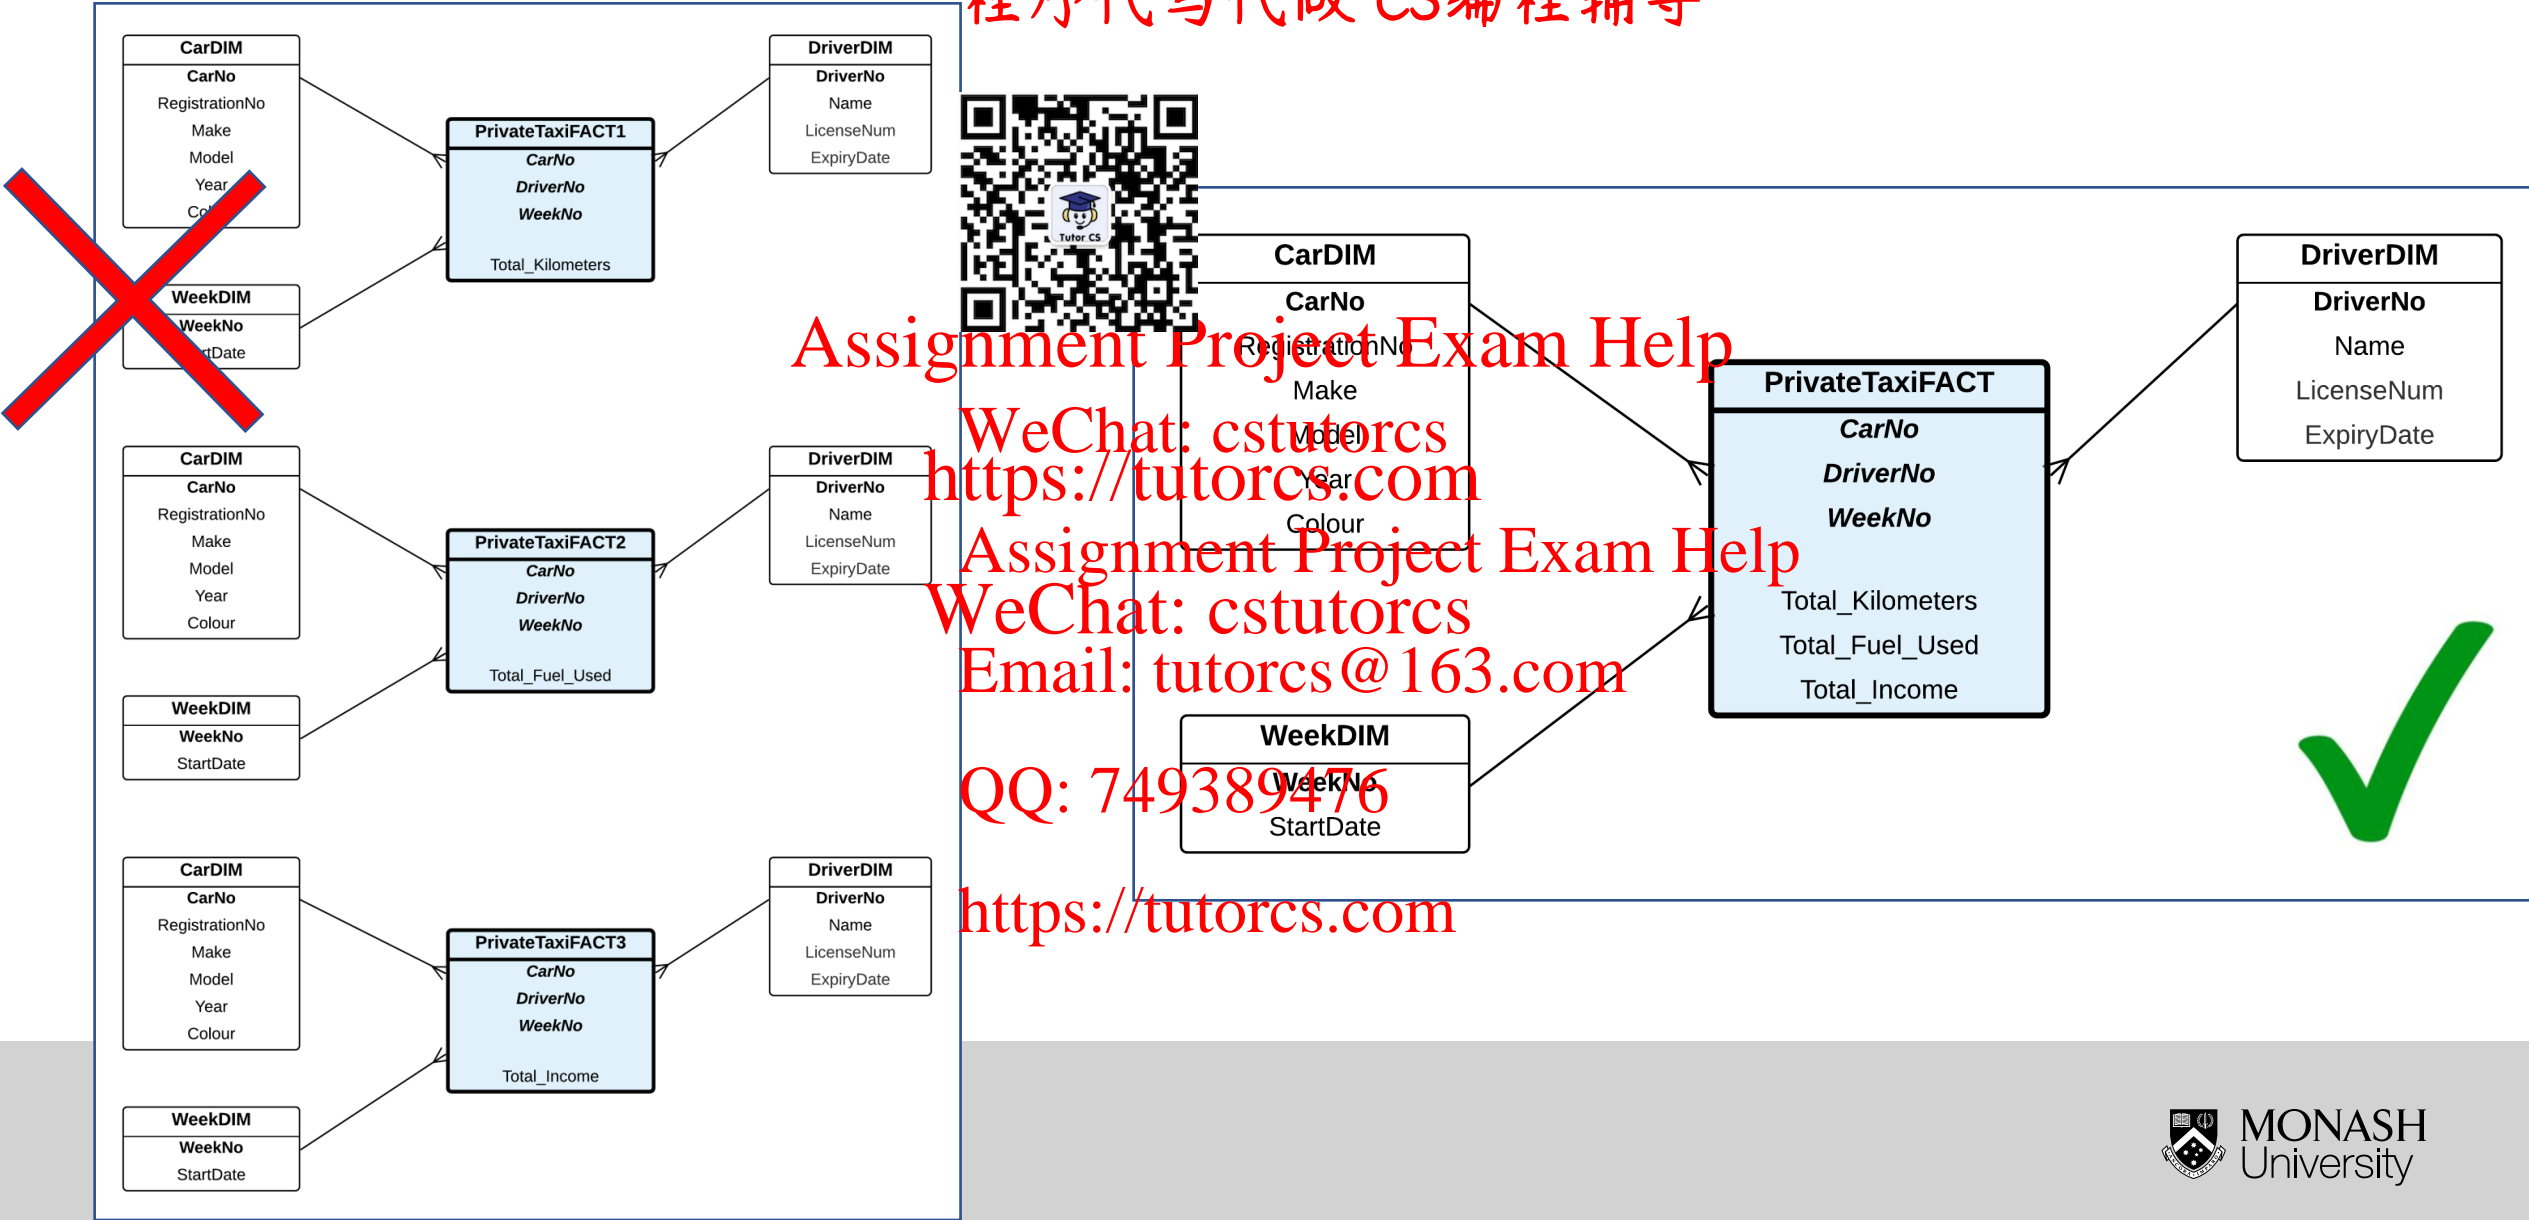 程序代写代做 CS编程辅导
CarDIM
CarNo
RegistrationNo
Make
Model
Year
DriverDIM
DriverNo
Name
LicenseNum
ExpiryDate
PrivateTaxiFACT1
CarNo
DriverNo
WeekNo
Total_Kilometers
WeekDIM
WeekNo
CarDIM
CarNo
RegistrationNo
Make
Model
Year
Colour
DriverDIM
DriverNo
Name
LicenseNum
ExpiryDate
PrivateTaxiFACT2
CarNo
DriverNo
WeekNo
Total_Fuel_Used
WeekDIM
WeekNo
StartDate
CarDIM
CarNo
RegistrationNo
Make
Model
Year
Colour
DriverDIM
DriverNo
Name
LicenseNum
ExpiryDate
PrivateTaxiFACT3
CarNo
DriverNo
WeekNo
Total_Income
WeekDIM
WeekNo
StartDate
Tutor CS
CarDIM
CarNo
RegistrationNo
Make
Model
Year
Colour
DriverDIM
DriverNo
Name
LicenseNum
ExpiryDate
PrivateTaxiFACT
CarNo
DriverNo
WeekNo
Total_Kilometers
Total_Fuel_Used
Total_Income
WeekDIM
WeekNo
StartDate
Assignment Project Exam Help
WeChat: cstutorcs
https://tutorcs.com
Assignment Project Exam Help
WeChat: cstutorcs
Email: tutorcs@163.com
QQ: 749389476
https://tutorcs.com
MONASH
University